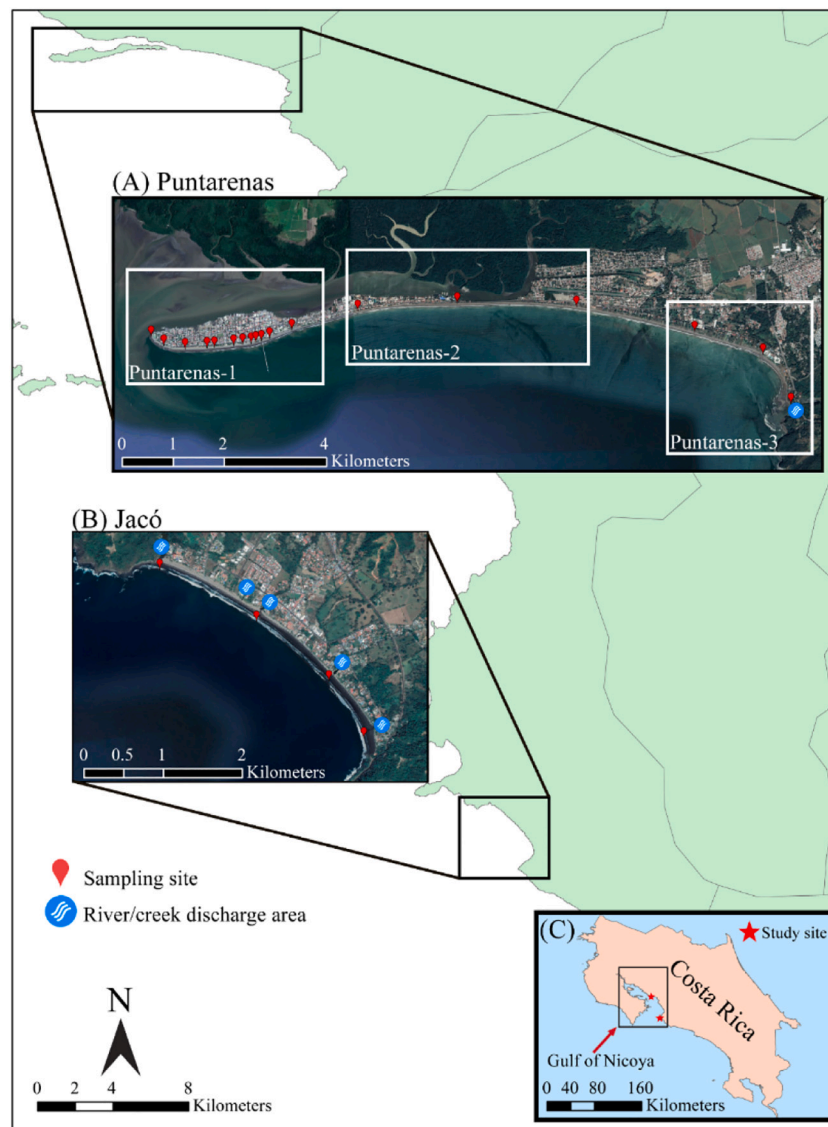 (A) Puntarenas
Puntarenas-1
Puntarenas-2
Puntarenas-3
0 1 2 4
Kilometers
(B) Jacó
0 0.5 1 2
Kilometers
Sampling site
River/creek discharge area
N
0 2 4 8
Kilometers
(C)
Study site
Costa Rica
Gulf of Nicoya
0 40 80 160
Kilometers